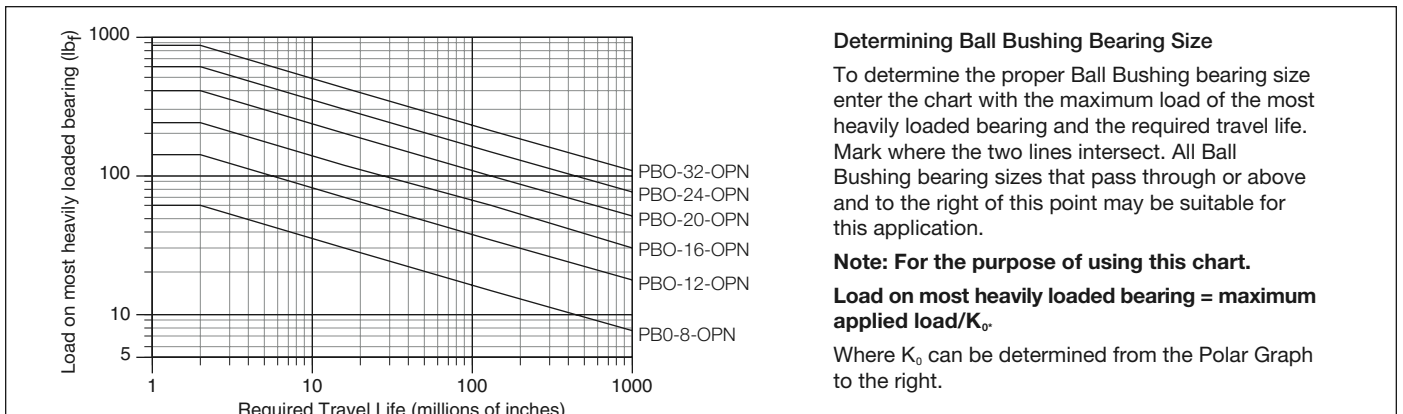 Load on most heavily loaded bearing (lbf)
1000
100
10
5
1
10
100
1000
Required Travel Life (millions of inches)
PBO-32-OPN
PBO-24-OPN
PBO-20-OPN
PBO-16-OPN
PBO-12-OPN
PB0-8-OPN
Determining Ball Bushing Bearing Size
To determine the proper Ball Bushing bearing size
enter the chart with the maximum load of the most
heavily loaded bearing and the required travel life.
Mark where the two lines intersect. All Ball
Bushing bearing sizes that pass through or above
and to the right of this point may be suitable for
this application.
Note: For the purpose of using this chart.
Load on most heavily loaded bearing = maximum
applied load/K₀.
Where K₀ can be determined from the Polar Graph
to the right.